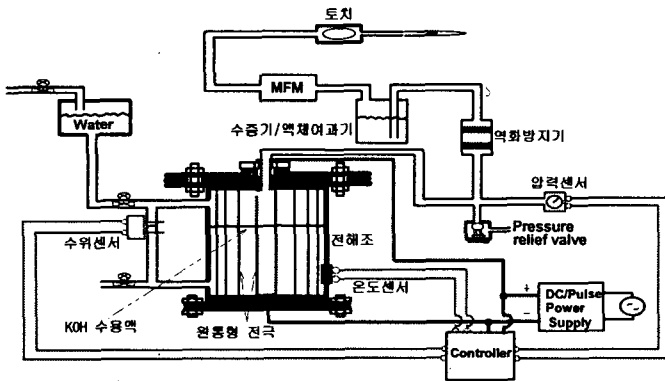 토치
MFM
Water
수증기/액체여과기
역화방지기
압력센서
수위센서
전해조
Pressure
relief valve
온도센서
+
-
DC/Pulse
Power
Supply
KOH 수용액
원통형 전극
Controller